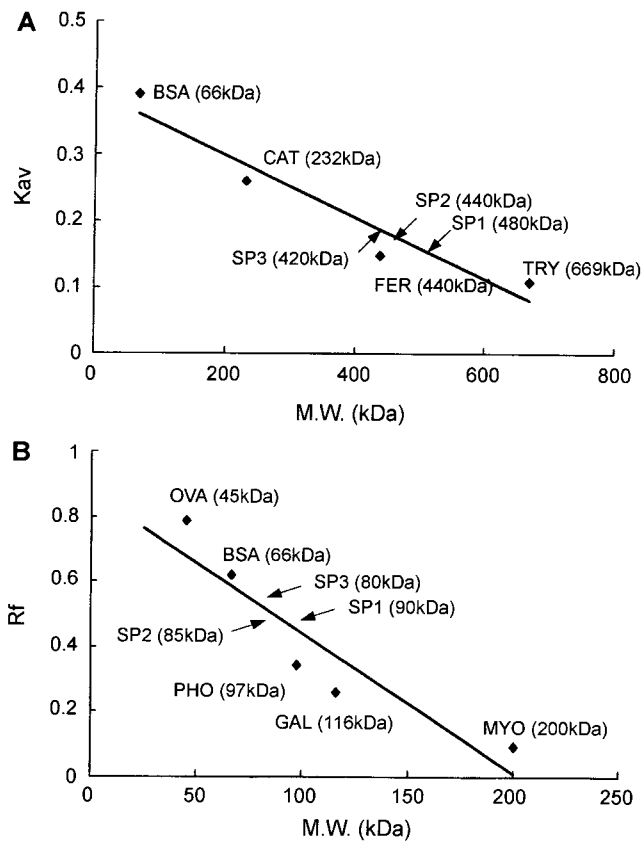 A
0.5
0.4
0.3
0.2
0.1
0
Kav
BSA (66kDa)
CAT (232kDa)
SP2 (440kDa)
SP1 (480kDa)
SP3 (420kDa)
FER (440kDa)
TRY (669kDa)
0 200 400 600 800
M.W. (kDa)
B
1
0.8
0.6
0.4
0.2
0
Rf
OVA (45kDa)
BSA (66kDa)
SP3 (80kDa)
SP1 (90kDa)
SP2 (85kDa)
PHO (97kDa)
GAL (116kDa)
MYO (200kDa)
0 50 100 150 200 250
M.W. (kDa)